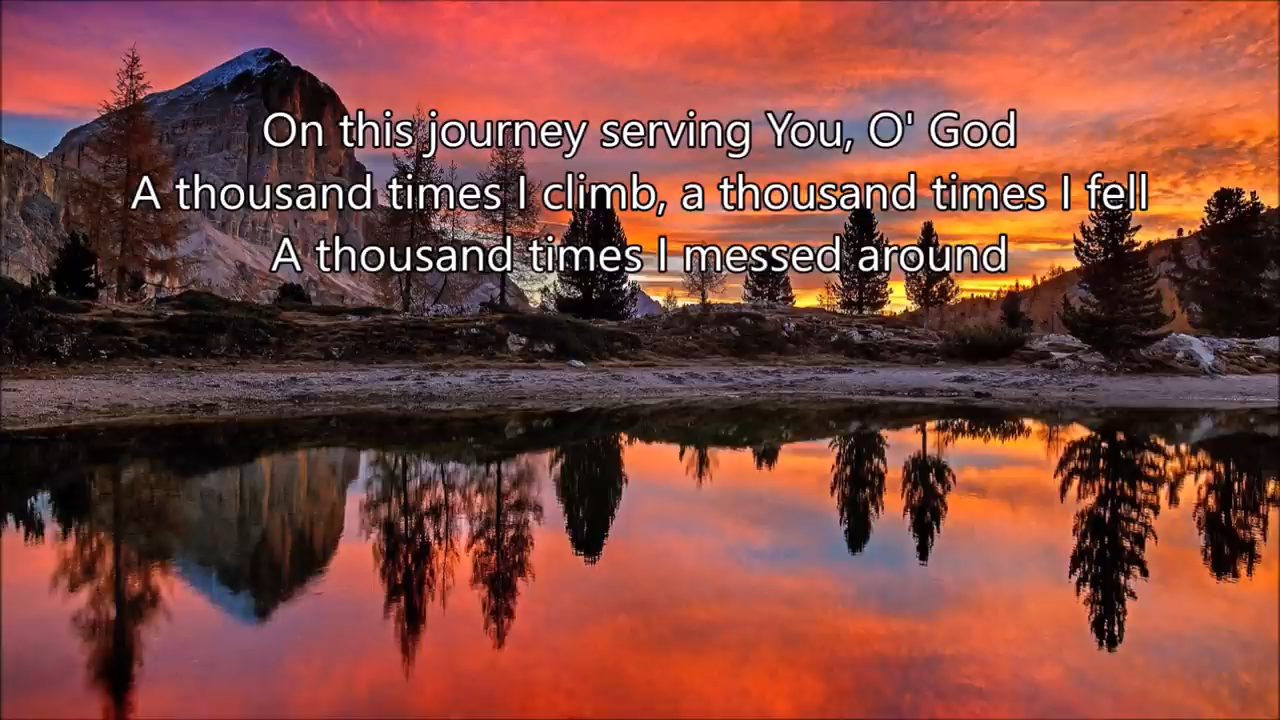 On this journey serving You, O' God
A thousand times I climb, a thousand times I fell
A thousand times I messed around